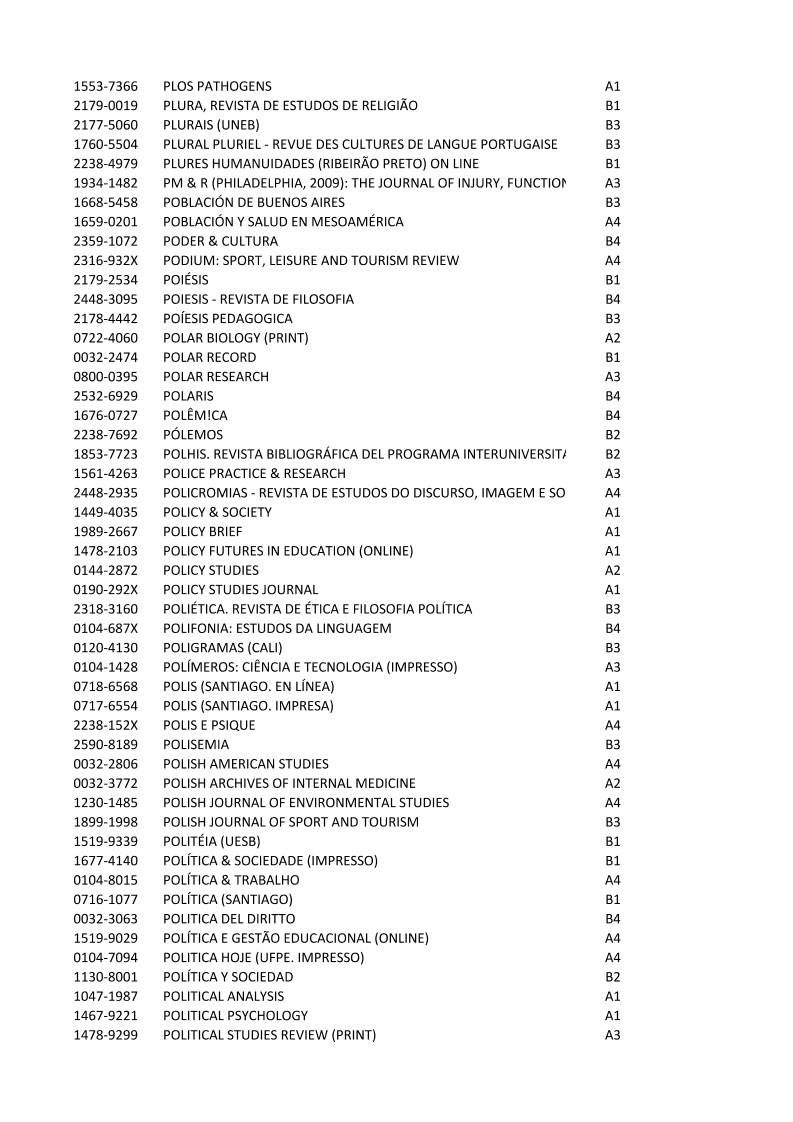 1553-7366 PLOS PATHOGENS A1
2179-0019 PLURA, REVISTA DE ESTUDOS DE RELIGIÃO B1
2177-5060 PLURAIS (UNEB) B3
1760-5504 PLURAL PLURIEL - REVUE DES CULTURES DE LANGUE PORTUGAISE B3
2238-4979 PLURES HUMANUIDADES (RIBEIRÃO PRETO) ON LINE B1
1934-1482 PM & R (PHILADELPHIA, 2009): THE JOURNAL OF INJURY, FUNCTION A3
1668-5458 POBLACIÓN DE BUENOS AIRES B3
1659-0201 POBLACIÓN Y SALUD EN MESOAMÉRICA A4
2359-1072 PODER & CULTURA B4
2316-932X PODIUM: SPORT, LEISURE AND TOURISM REVIEW A4
2179-2534 POIÉSIS B1
2448-3095 POIESIS - REVISTA DE FILOSOFIA B4
2178-4442 POÍESIS PEDAGOGICA B3
0722-4060 POLAR BIOLOGY (PRINT) A2
0032-2474 POLAR RECORD B1
0800-0395 POLAR RESEARCH A3
2532-6929 POLARIS B4
1676-0727 POLÊM!CA B4
2238-7692 PÓLEMOS B2
1853-7723 POLHIS. REVISTA BIBLIOGRÁFICA DEL PROGRAMA INTERUNIVERSITA B2
1561-4263 POLICE PRACTICE & RESEARCH A3
2448-2935 POLICROMIAS - REVISTA DE ESTUDOS DO DISCURSO, IMAGEM E SO A4
1449-4035 POLICY & SOCIETY A1
1989-2667 POLICY BRIEF A1
1478-2103 POLICY FUTURES IN EDUCATION (ONLINE) A1
0144-2872 POLICY STUDIES A2
0190-292X POLICY STUDIES JOURNAL A1
2318-3160 POLIÉTICA. REVISTA DE ÉTICA E FILOSOFIA POLÍTICA B3
0104-687X POLIFONIA: ESTUDOS DA LINGUAGEM B4
0120-4130 POLIGRAMAS (CALI) B3
0104-1428 POLÍMEROS: CIÊNCIA E TECNOLOGIA (IMPRESSO) A3
0718-6568 POLIS (SANTIAGO. EN LÍNEA) A1
0717-6554 POLIS (SANTIAGO. IMPRESA) A1
2238-152X POLIS E PSIQUE A4
2590-8189 POLISEMIA B3
0032-2806 POLISH AMERICAN STUDIES A4
0032-3772 POLISH ARCHIVES OF INTERNAL MEDICINE A2
1230-1485 POLISH JOURNAL OF ENVIRONMENTAL STUDIES A4
1899-1998 POLISH JOURNAL OF SPORT AND TOURISM B3
1519-9339 POLITÉIA (UESB) B1
1677-4140 POLÍTICA & SOCIEDADE (IMPRESSO) B1
0104-8015 POLÍTICA & TRABALHO A4
0716-1077 POLÍTICA (SANTIAGO) B1
0032-3063 POLITICA DEL DIRITTO B4
1519-9029 POLÍTICA E GESTÃO EDUCACIONAL (ONLINE) A4
0104-7094 POLITICA HOJE (UFPE. IMPRESSO) A4
1130-8001 POLÍTICA Y SOCIEDAD B2
1047-1987 POLITICAL ANALYSIS A1
1467-9221 POLITICAL PSYCHOLOGY A1
1478-9299 POLITICAL STUDIES REVIEW (PRINT) A3